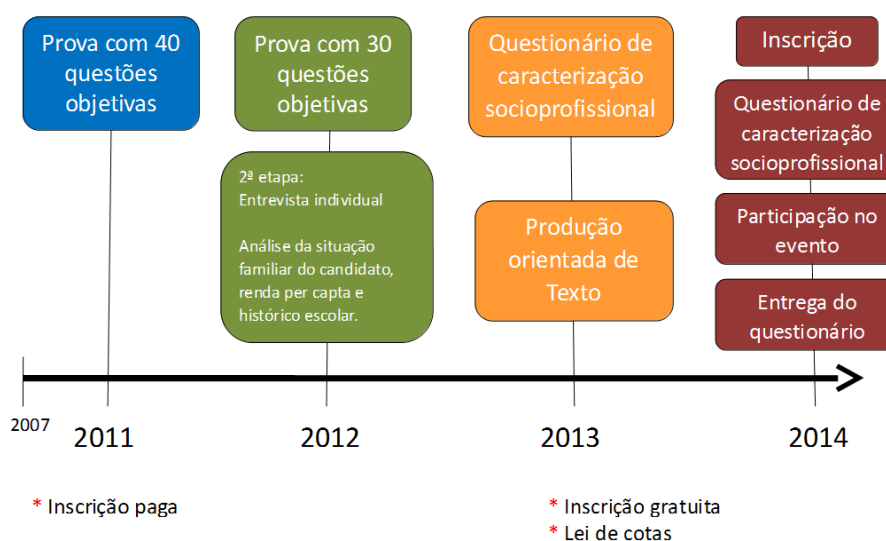 Prova com 40
questões
objetivas
Prova com 30
questões
objetivas
2ª etapa:
Entrevista individual
Análise da situação
familiar do candidato,
renda per capta e
histórico escolar.
Questionário de
caracterização
socioprofissional
Produção
orientada de
Texto
Inscrição
Questionário de
caracterização
socioprofissional
Participação no
evento
Entrega do
questionário
2007
2011
2012
2013
2014
* Inscrição paga
* Inscrição gratuita
* Lei de cotas